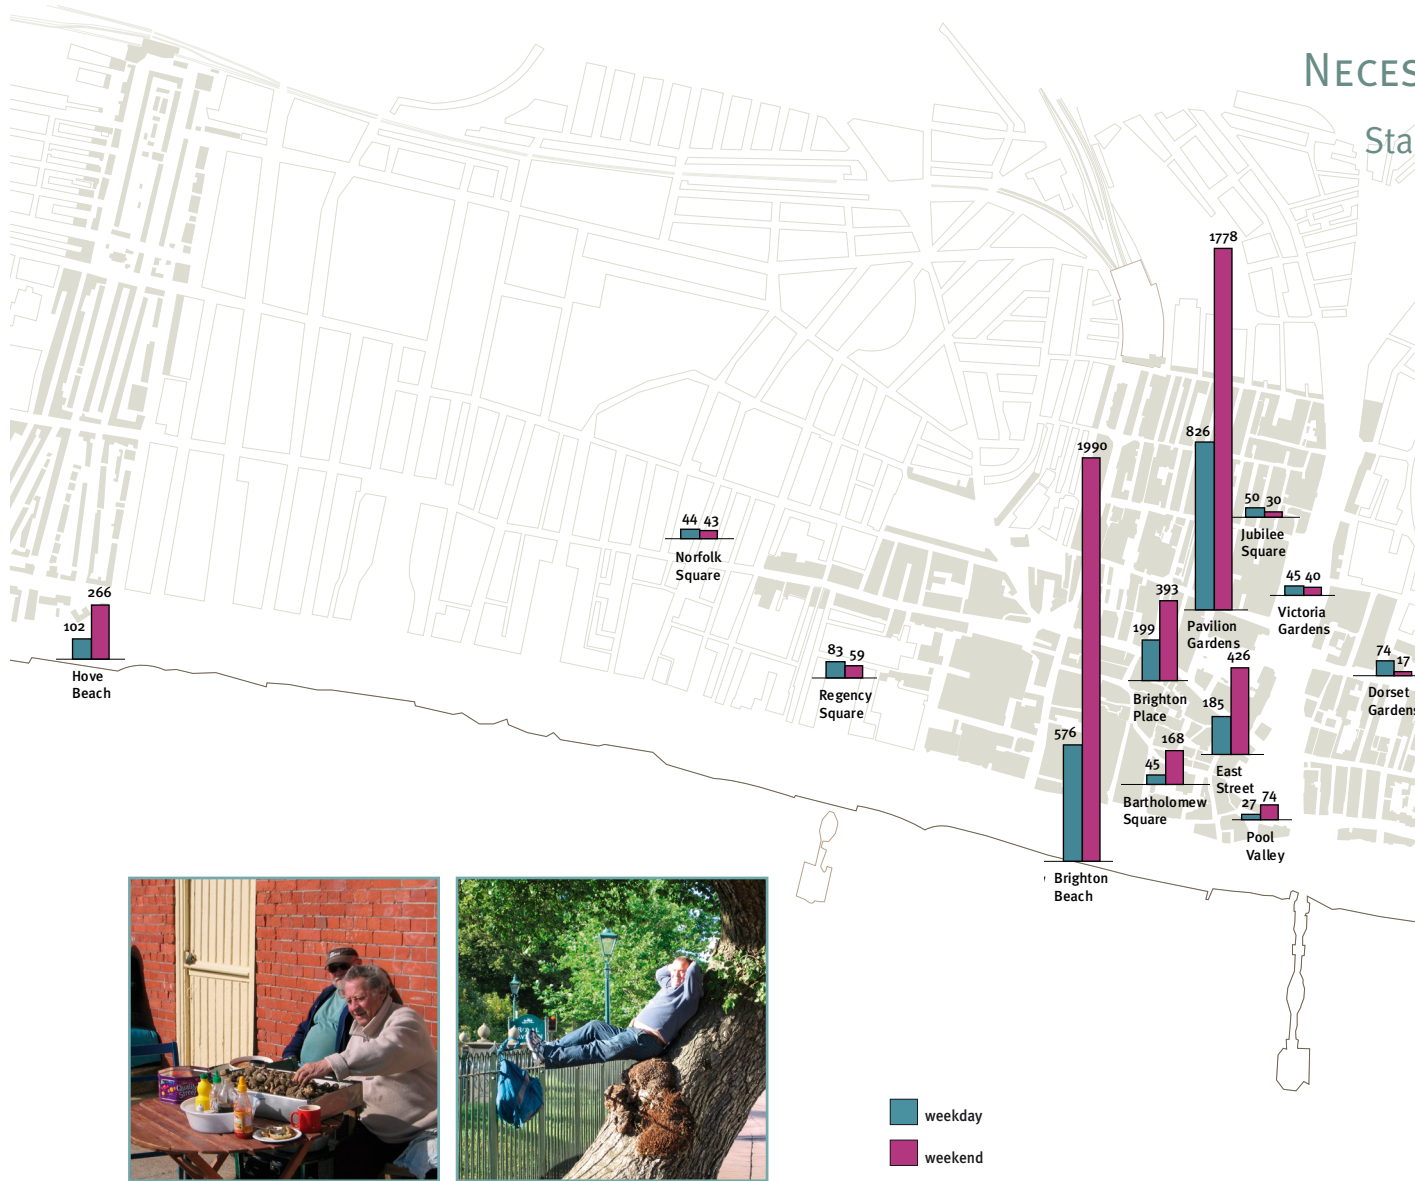 NECES
Sta
1778
826
1990
50 30
Jubilee
Square
44 43
Norfolk
Square
45 40
Victoria
Gardens
266
102
Hove
Beach
393
199
Brighton
Place
Pavilion
Gardens
83 59
Regency
Square
426
185
East
Street
74
17
Dorset
Gardens
576
Brighton
Beach
168
45
Bartholomew
Square
27 74
Pool
Valley
weekday
weekend